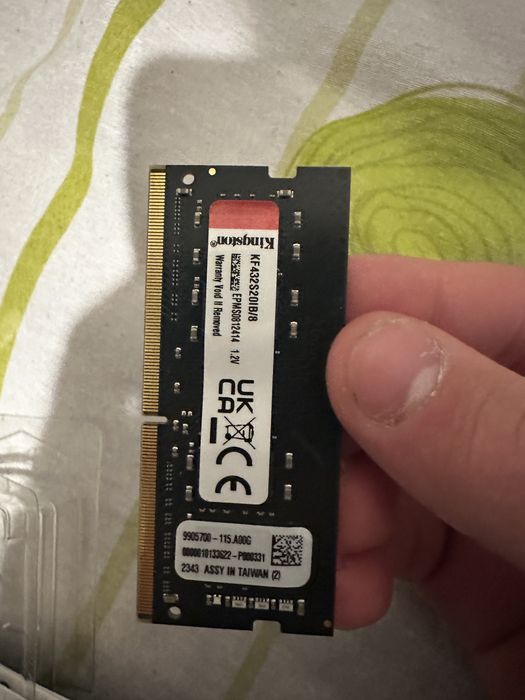 Kingston®
KF432S20IB/8
EPMS0812414 1.2V
Warranty Void If Removed
UK
CA
CE
9905700-115.A00G
0000010133622-P000331
2343 ASSY IN TAIWAN (2)